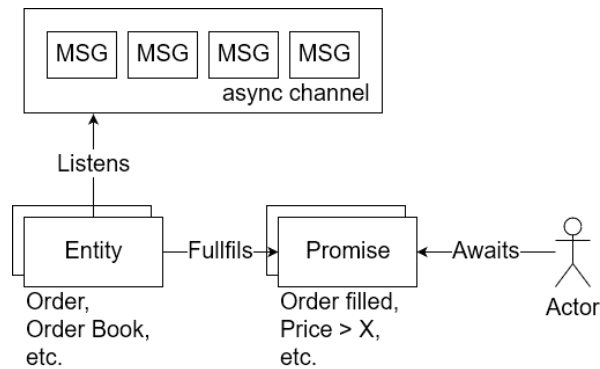 MSG MSG MSG MSG
async channel
Listens
Entity Fullfils Promise Awaits
Actor
Order,
Order Book,
etc.
Order filled,
Price > X,
etc.